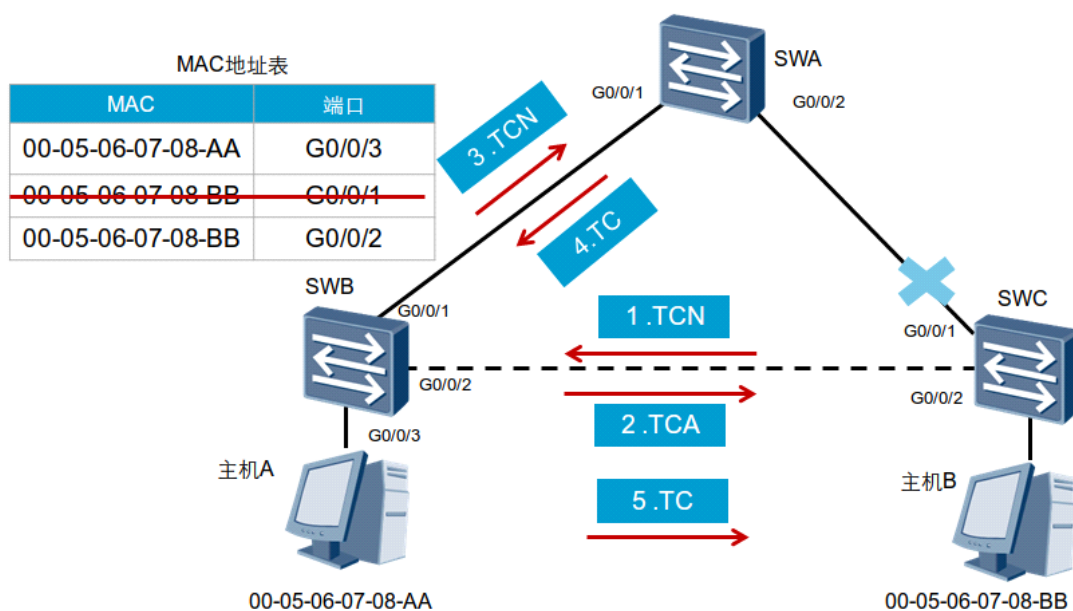 MAC地址表
MAC 端口
00-05-06-07-08-AA G0/0/3
00-05-06-07-08-BB G0/0/1
00-05-06-07-08-BB G0/0/2
SWA
G0/0/1
G0/0/2
3 .TCN
4.TC
SWB
G0/0/1
G0/0/2
G0/0/3
1 .TCN
2 .TCA
5 .TC
SWC
G0/0/1
G0/0/2
主机A
主机B
00-05-06-07-08-AA
00-05-06-07-08-BB